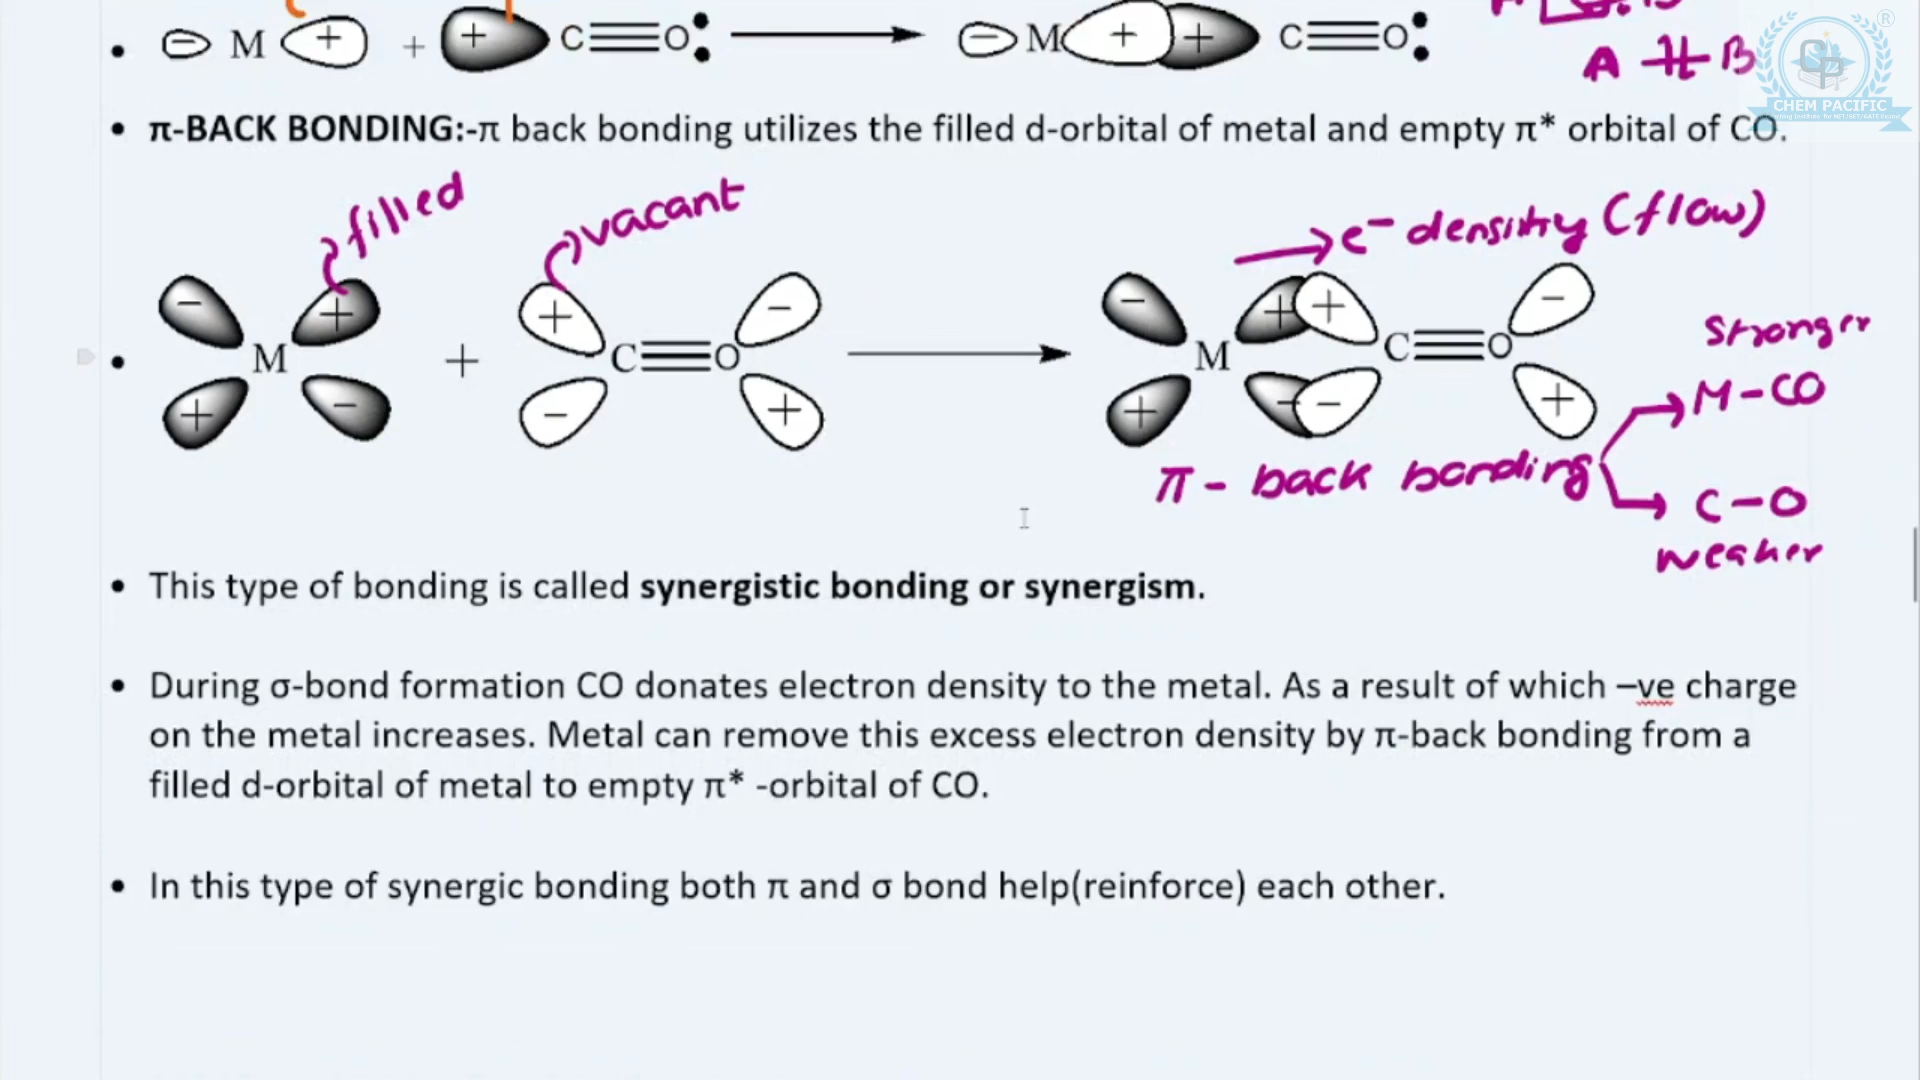 − M + + + C≡O: → − M + + C≡O:
A ⧺ B
CHEM PACIFIC
®
• π-BACK BONDING:-π back bonding utilizes the filled d-orbital of metal and empty π* orbital of CO.
filled
vacant
→ e⁻ density (flow)
− + + − − + + −
M + C≡O → M C≡O
+ − − + + − − +
Stronger
M-CO
π - back bonding
C-O
weaker
• This type of bonding is called synergistic bonding or synergism.
• During σ-bond formation CO donates electron density to the metal. As a result of which –ve charge
on the metal increases. Metal can remove this excess electron density by π-back bonding from a
filled d-orbital of metal to empty π* -orbital of CO.
• In this type of synergic bonding both π and σ bond help(reinforce) each other.